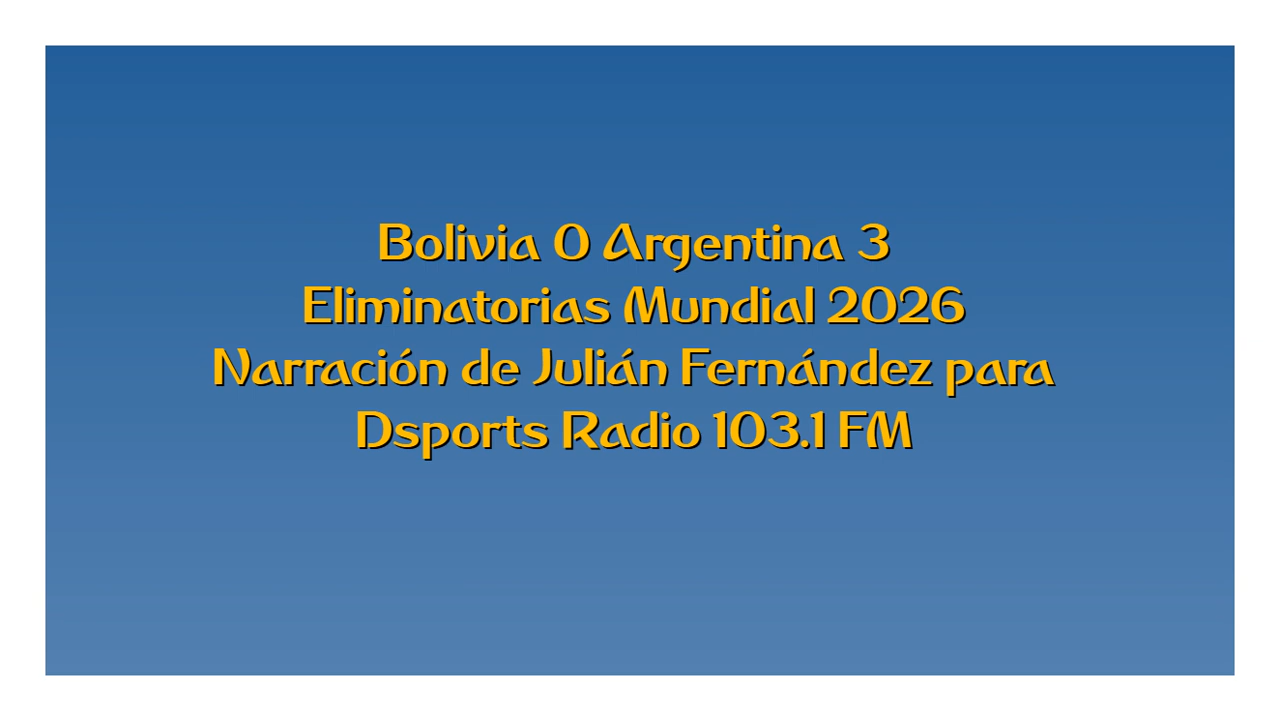 Bolivia 0 Argentina 3
Eliminatorias Mundial 2026
Narración de Julián Fernández para
Dsports Radio 103.1 FM